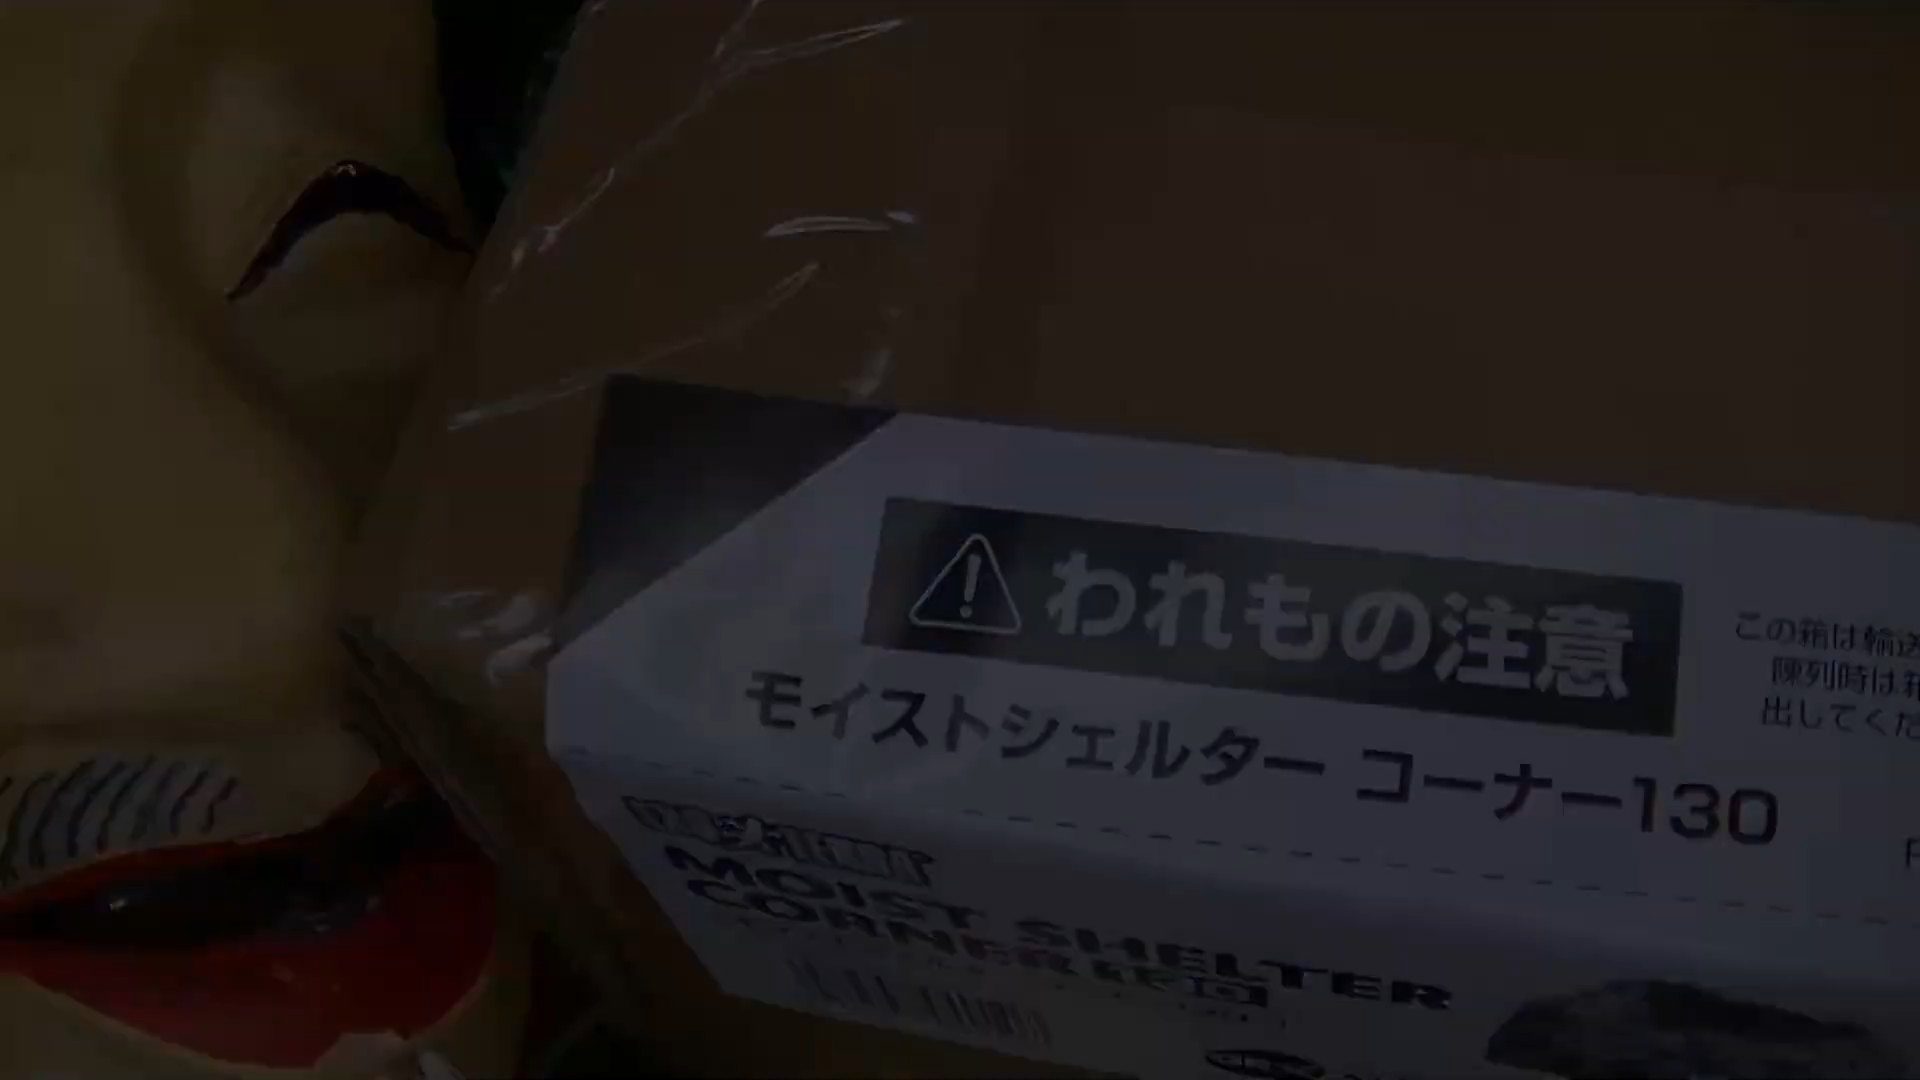 われもの注意
モイストシェルター コーナー130
この箱は輸送
陳列時は
出してくだ
MOIST SHELTER
CORNER130